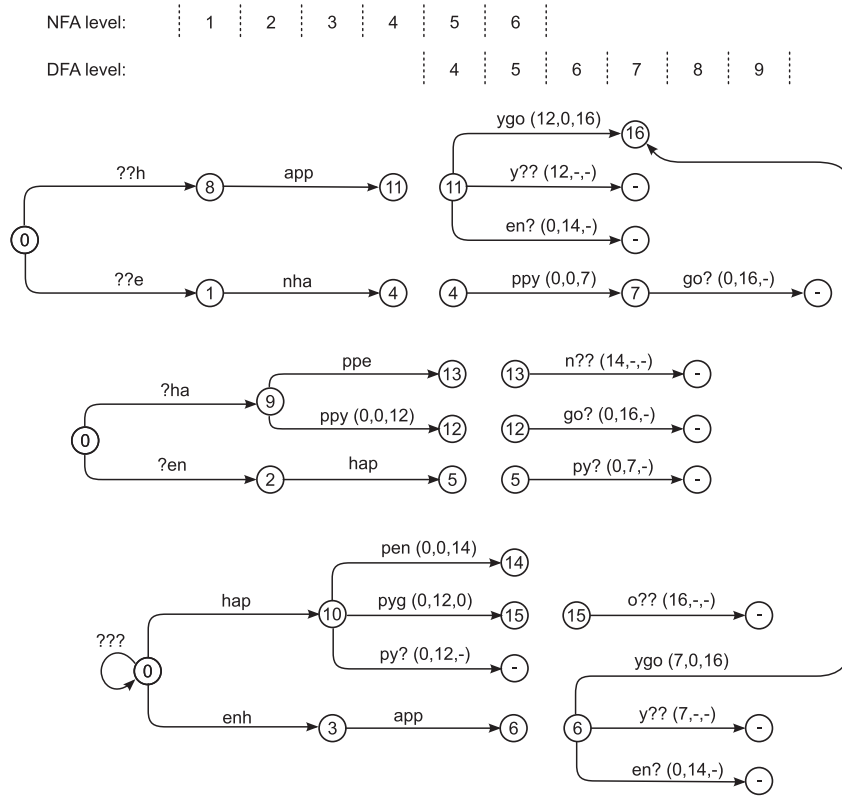 NFA level: 1 2 3 4 5 6
DFA level: 4 5 6 7 8 9
ygo (12,0,16) 16
??h 8 app 11 11 y?? (12,-,-) -
0 en? (0,14,-) -
??e 1 nha 4 4 ppy (0,0,7) 7 go? (0,16,-) -
?ha 9 ppe 13 13 n?? (14,-,-) -
ppy (0,0,12) 12 12 go? (0,16,-) -
0
?en 2 hap 5 5 py? (0,7,-) -
pen (0,0,14) 14
hap 10 pyg (0,12,0) 15 15 o?? (16,-,-) -
??? 0 py? (0,12,-) - ygo (7,0,16)
enh 3 app 6 6 y?? (7,-,-) -
en? (0,14,-) -